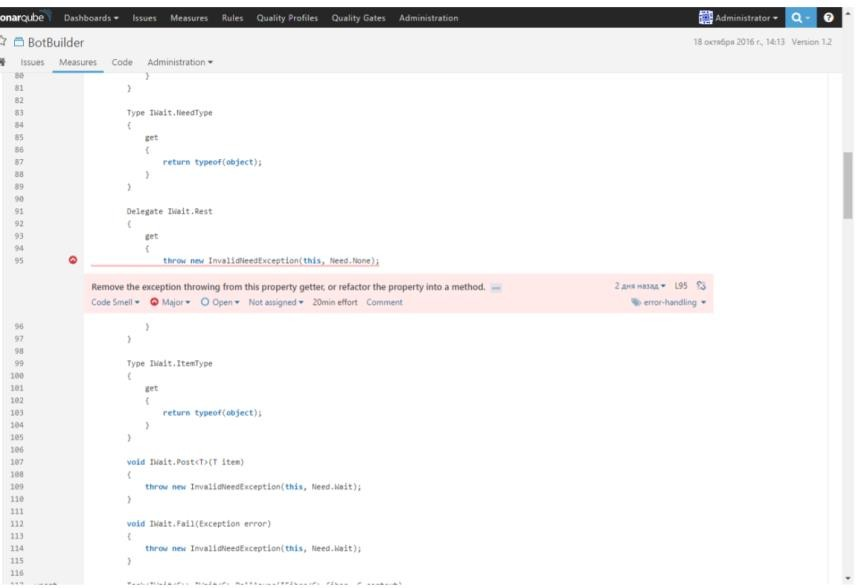 onarqube Dashboards Issues Measures Rules Quality Profiles Quality Gates Administration Administrator ?
BotBuilder 18 октября 2016 г., 14:13 Version 1.2
Issues Measures Code Administration
80 }
81 }
82
83 Type IWait.NeedType
84 {
85 get
86 {
87 return typeof(object);
88 }
89 }
90
91 Delegate IWait.Rest
92 {
93 get
94 {
95 throw new InvalidNeedException(this, Need.None);
Remove the exception throwing from this property getter, or refactor the property into a method. 2 дня назад L95
Code Smell Major Open Not assigned 20min effort Comment error-handling
96 }
97 }
98
99 Type IWait.ItemType
100 {
101 get
102 {
103 return typeof(object);
104 }
105 }
106
107 void IWait.Post<T>(T item)
108 {
109 throw new InvalidNeedException(this, Need.Wait);
110 }
111
112 void IWait.Fail(Exception error)
113 {
114 throw new InvalidNeedException(this, Need.Wait);
115 }
116